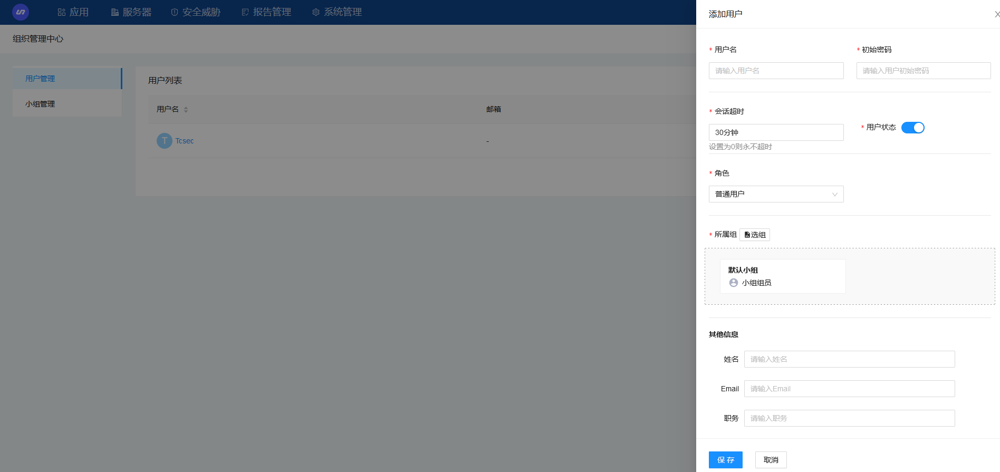 应用 服务器 安全威胁 报告管理 系统管理
组织管理中心
用户管理
小组管理
用户列表
用户名 邮箱
T Tcsec -
添加用户
* 用户名 * 初始密码
请输入用户名 请输入用户初始密码
* 会话超时
30分钟 * 用户状态
设置为0则永不超时
* 角色
普通用户
* 所属组 选组
默认小组
小组组员
其他信息
姓名 请输入姓名
Email 请输入Email
职务 请输入职务
保 存 取消